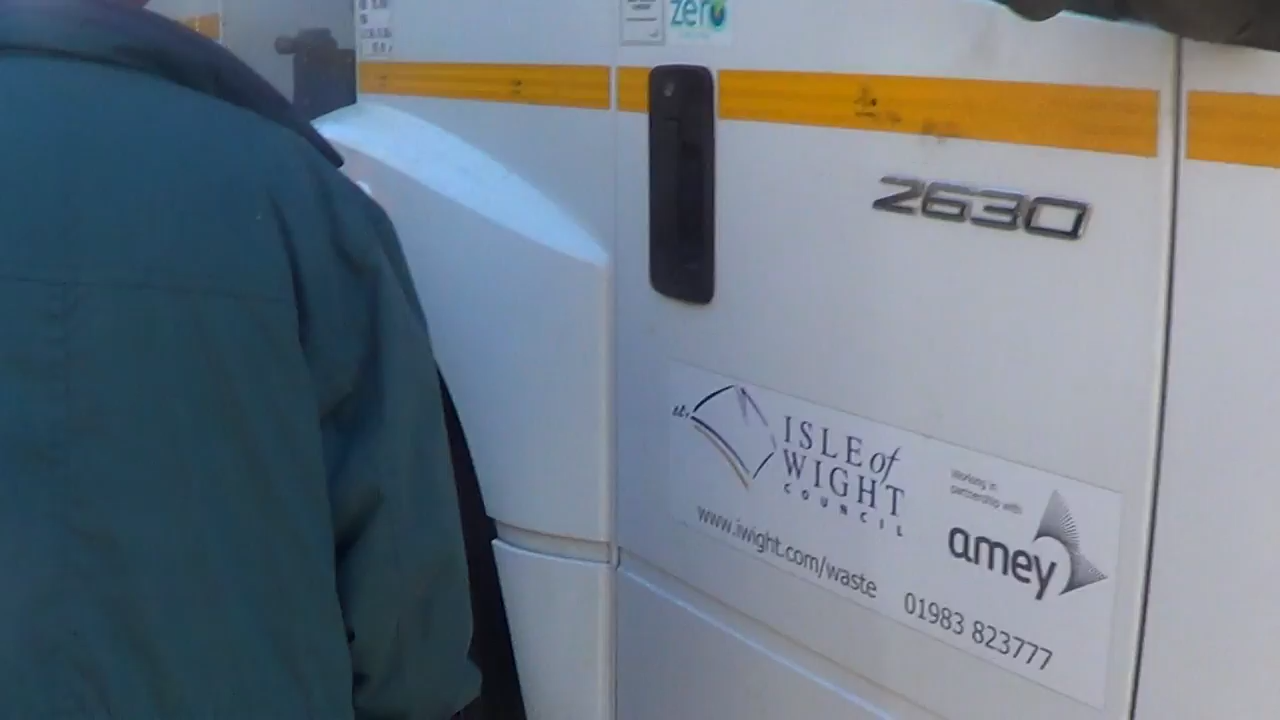 zero
2630
ISLE of
WIGHT
COUNCIL
www.iwight.com/waste
Working in
partnership with
amey
01983 823777